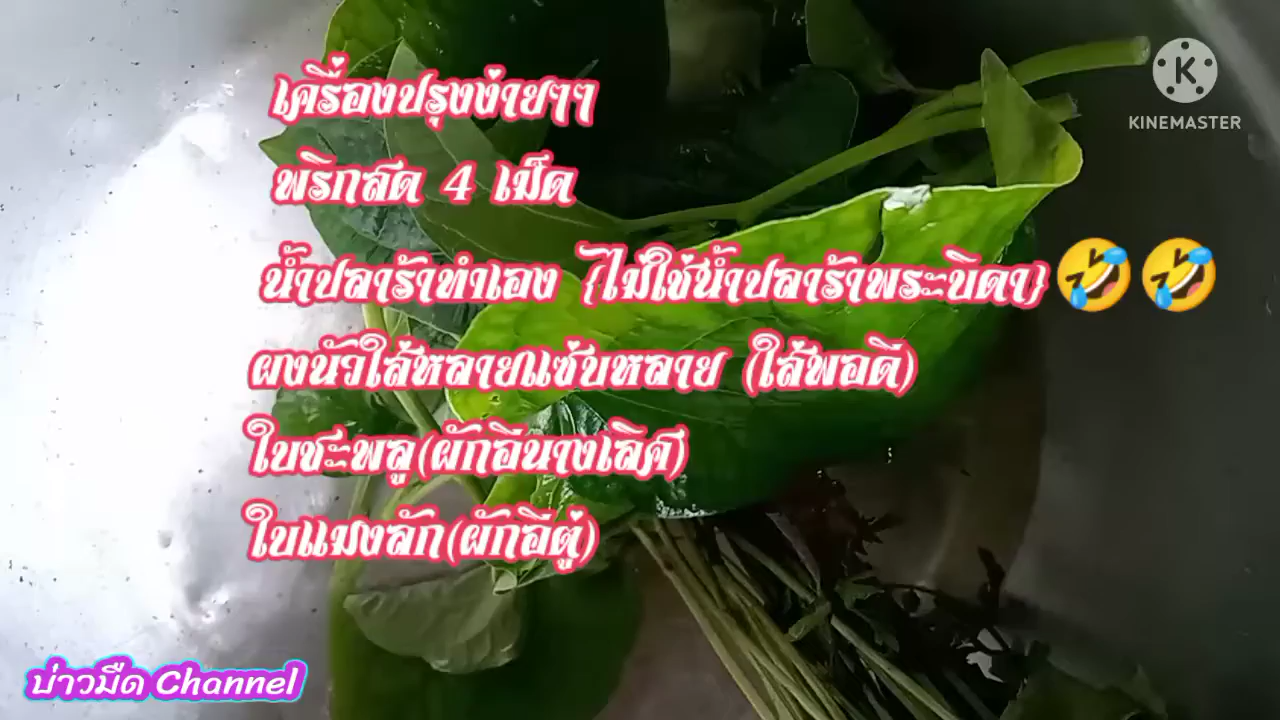 เครื่องปรุงง่ายๆๆ
K
KINEMASTER
พริกสด 4 เม็ด
น้ำปลาร้าทำเอง {ไม่ใช่น้ำปลาร้าพระบิดา}🤣🤣
ผงนัวใส้หลายแซ่บหลาย (ใส้พอดี)
ใบชะพลู(ผักอีนางเลิศ)
ใบแมงลัก(ผักอีตู่)
บ่าวมืด Channel